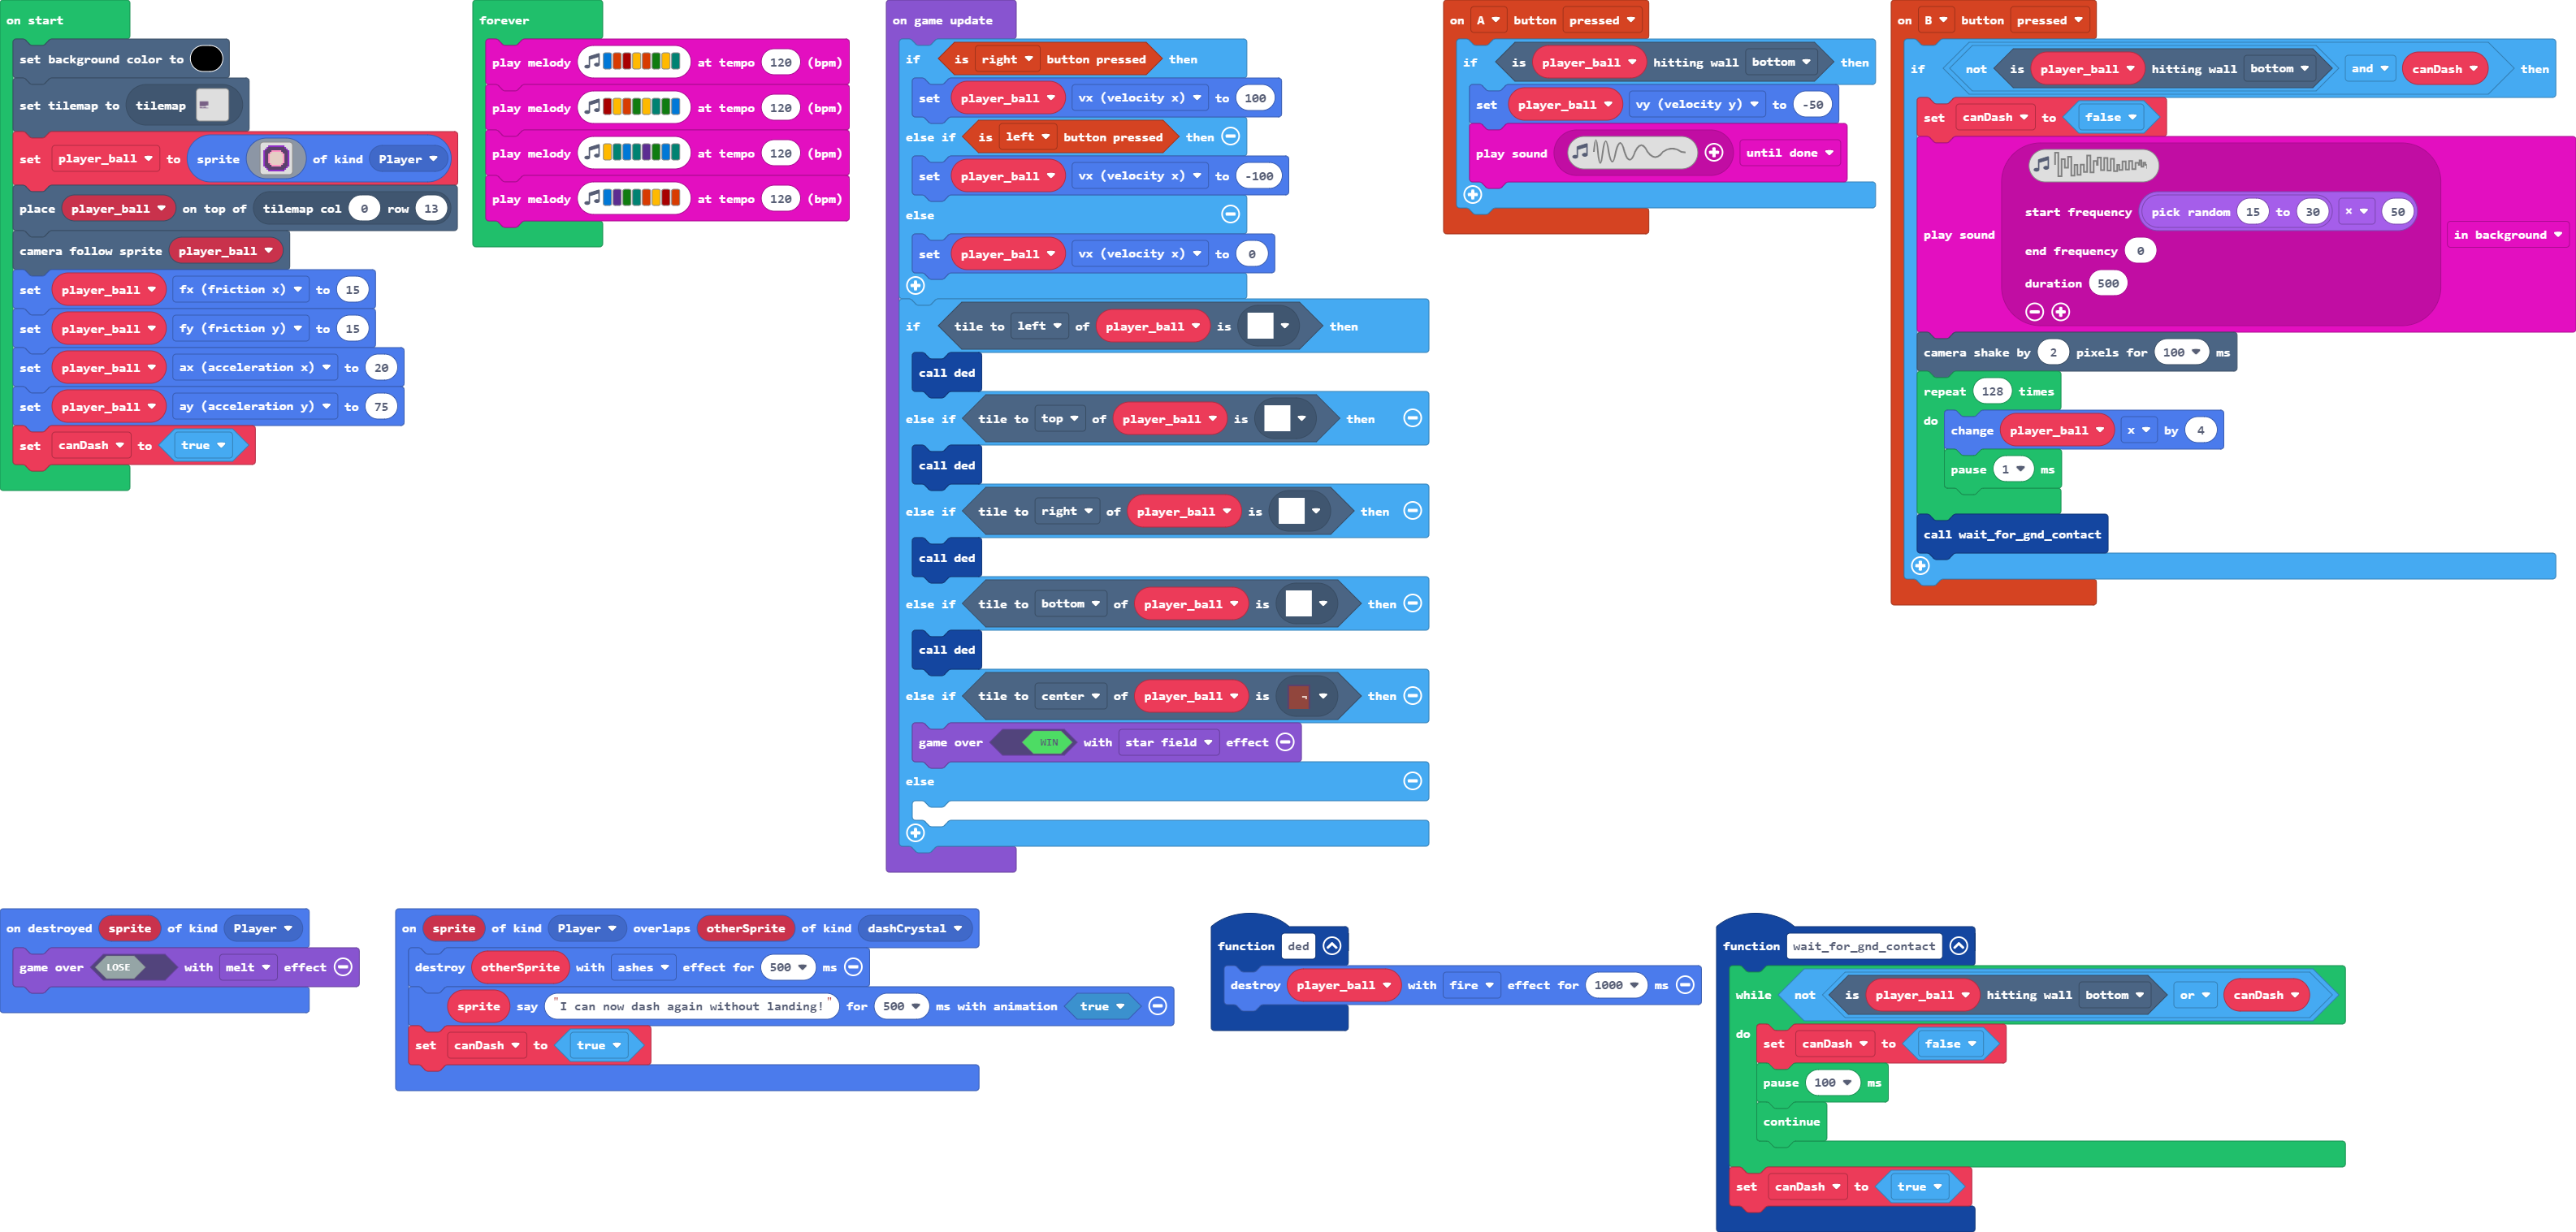 on start
set background color to
set tilemap to tilemap
set player_ball to sprite of kind Player
place player_ball on top of tilemap col 0 row 13
camera follow sprite player_ball
set player_ball fx (friction x) to 15
set player_ball fy (friction y) to 15
set player_ball ax (acceleration x) to 20
set player_ball ay (acceleration y) to 75
set canDash to true
forever
play melody at tempo 120 (bpm)
play melody at tempo 120 (bpm)
play melody at tempo 120 (bpm)
play melody at tempo 120 (bpm)
on game update
if is right button pressed then
set player_ball vx (velocity x) to 100
else if is left button pressed then
set player_ball vx (velocity x) to -100
else
set player_ball vx (velocity x) to 0
if tile to left of player_ball is then
call ded
else if tile to top of player_ball is then
call ded
else if tile to right of player_ball is then
call ded
else if tile to bottom of player_ball is then
call ded
else if tile to center of player_ball is then
game over WIN with star field effect
else
on A button pressed
if is player_ball hitting wall bottom then
set player_ball vy (velocity y) to -50
play sound until done
on B button pressed
if not is player_ball hitting wall bottom and canDash then
set canDash to false
start frequency pick random 15 to 30 × 50
play sound in background
end frequency 0
duration 500
camera shake by 2 pixels for 100 ms
repeat 128 times
do change player_ball x by 4
pause 1 ms
call wait_for_gnd_contact
on destroyed sprite of kind Player
game over LOSE with melt effect
on sprite of kind Player overlaps otherSprite of kind dashCrystal
destroy otherSprite with ashes effect for 500 ms
sprite say "I can now dash again without landing!" for 500 ms with animation true
set canDash to true
function ded
destroy player_ball with fire effect for 1000 ms
function wait_for_gnd_contact
while not is player_ball hitting wall bottom or canDash
do set canDash to false
pause 100 ms
continue
set canDash to true